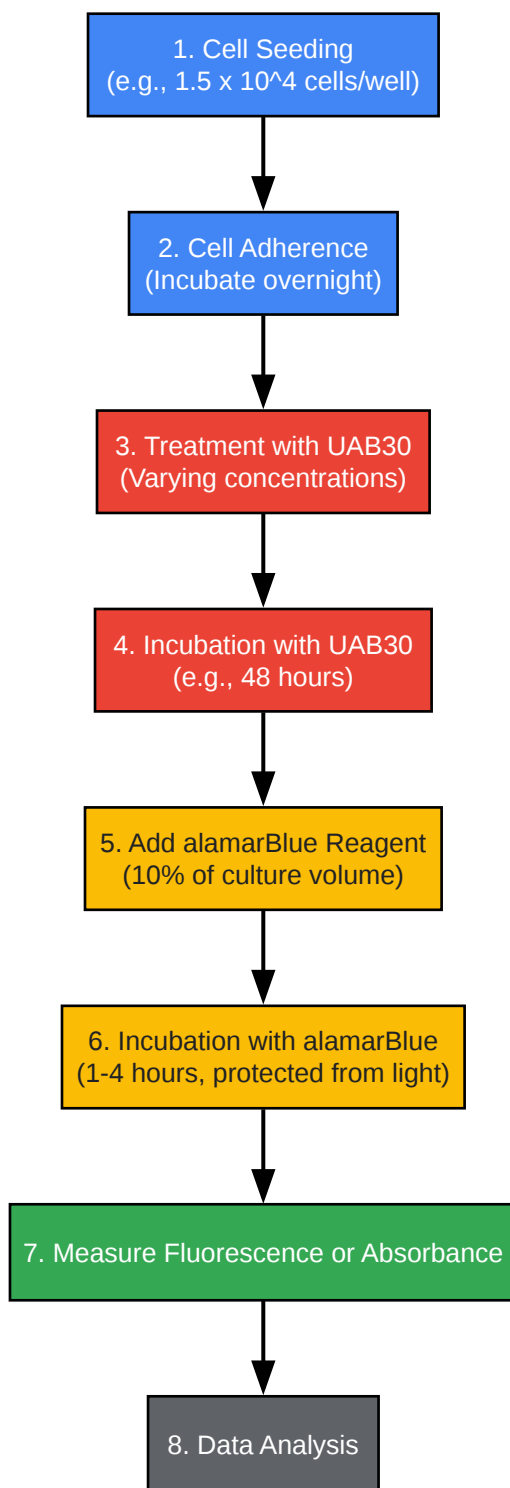 1. Cell Seeding
(e.g., 1.5 x 10^4 cells/well)
2. Cell Adherence
(Incubate overnight)
3. Treatment with UAB30
(Varying concentrations)
4. Incubation with UAB30
(e.g., 48 hours)
5. Add alamarBlue Reagent
(10% of culture volume)
6. Incubation with alamarBlue
(1-4 hours, protected from light)
7. Measure Fluorescence or Absorbance
8. Data Analysis